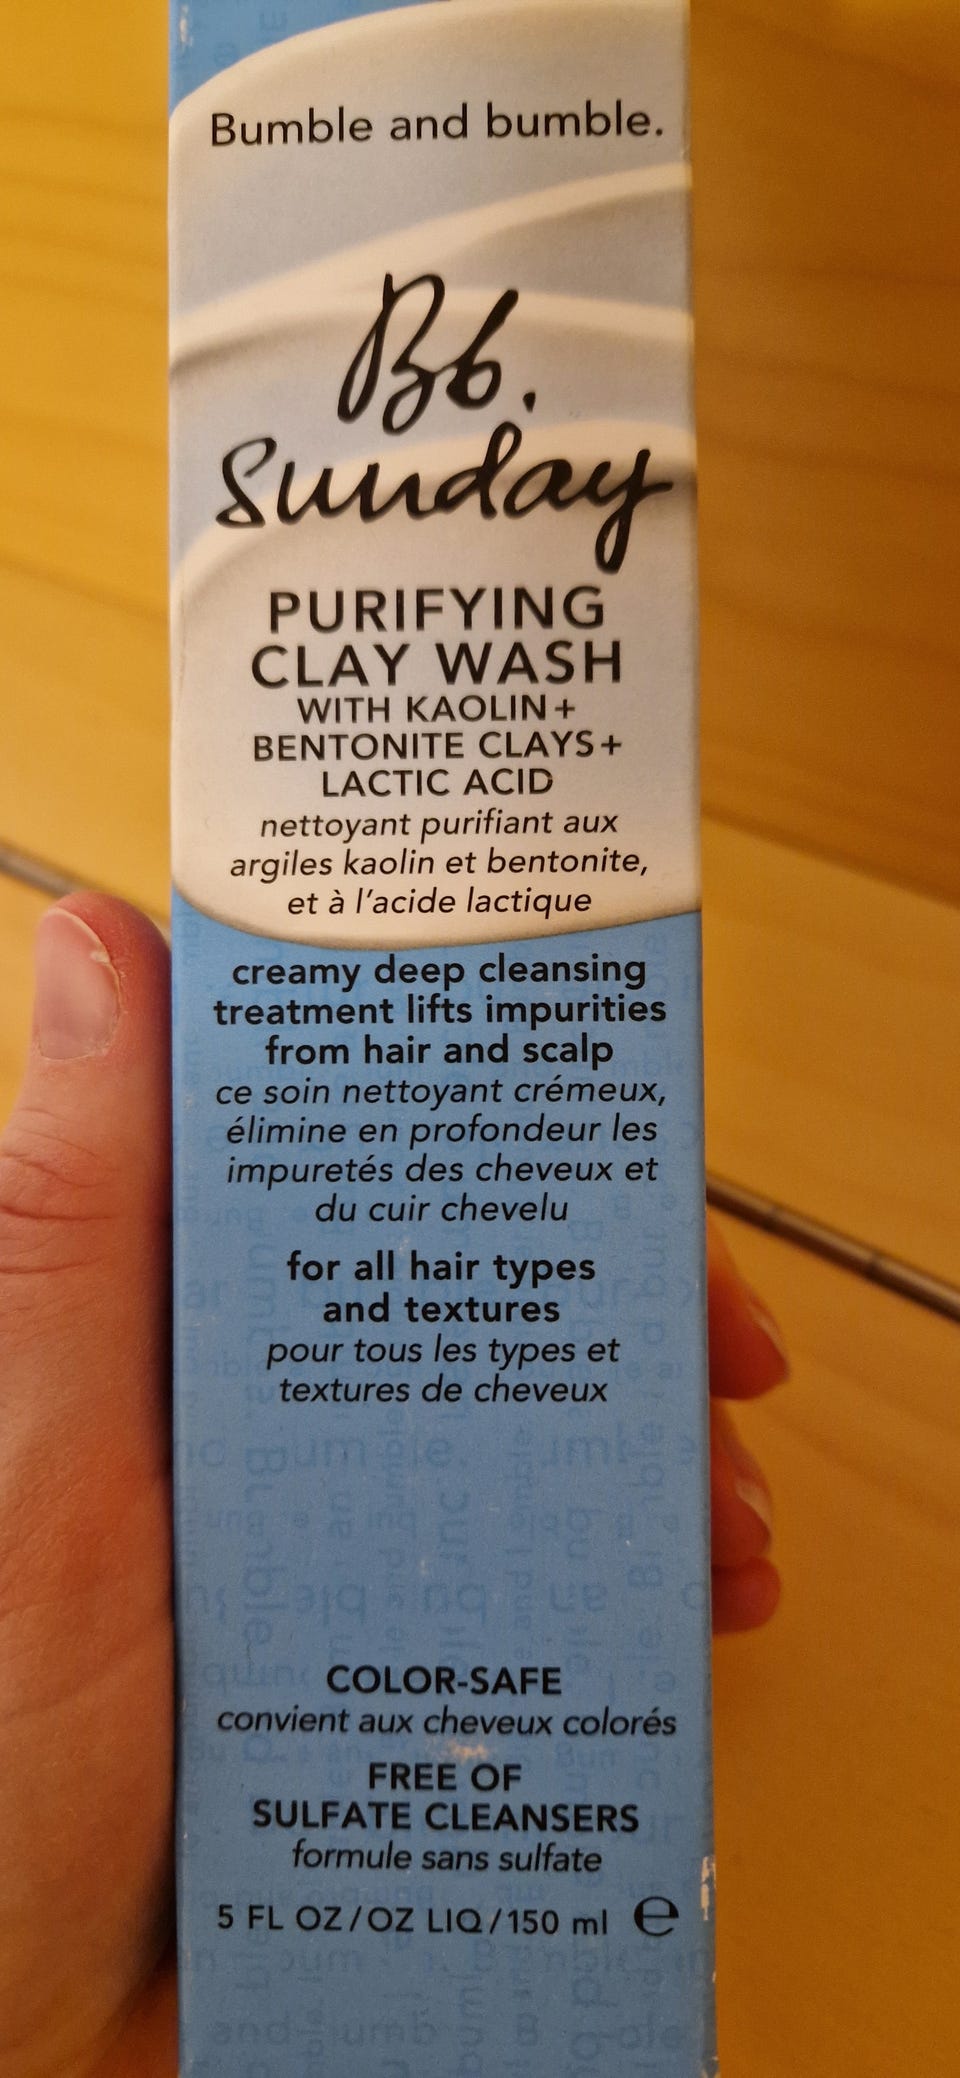 Bumble and bumble.
Bb.
Sunday
PURIFYING
CLAY WASH
WITH KAOLIN+
BENTONITE CLAYS+
LACTIC ACID
nettoyant purifiant aux
argiles kaolin et bentonite,
et à l'acide lactique
creamy deep cleansing
treatment lifts impurities
from hair and scalp
ce soin nettoyant crémeux,
élimine en profondeur les
impuretés des cheveux et
du cuir chevelu
for all hair types
and textures
pour tous les types et
textures de cheveux
COLOR-SAFE
convient aux cheveux colorés
FREE OF
SULFATE CLEANSERS
formule sans sulfate
5 FL OZ/OZ LIQ/150 ml e